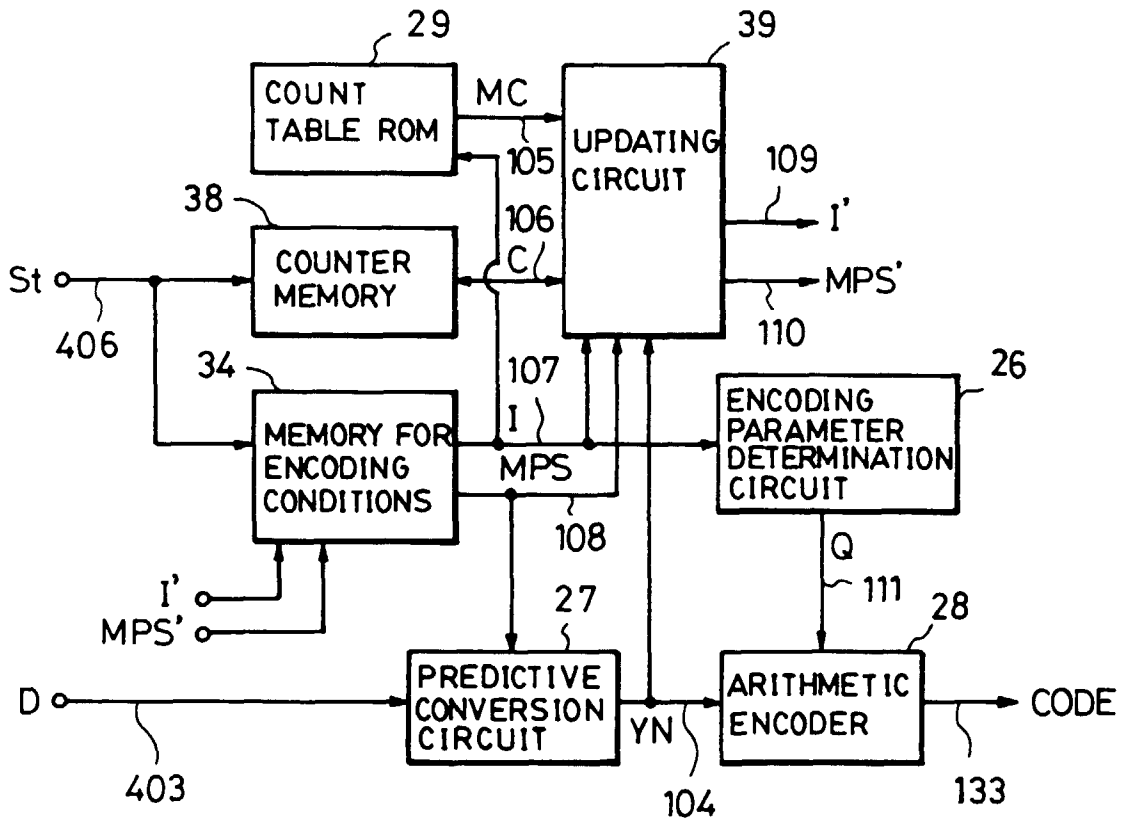 29
39
COUNT
TABLE ROM
MC
105
UPDATING
CIRCUIT
109
I'
38
106
C
St
406
COUNTER
MEMORY
MPS'
110
34
107
26
I
MEMORY FOR
ENCODING
CONDITIONS
MPS
108
ENCODING
PARAMETER
DETERMINATION
CIRCUIT
Q
111
I'
MPS'
27
28
D
403
PREDICTIVE
CONVERSION
CIRCUIT
YN
104
ARITHMETIC
ENCODER
CODE
133